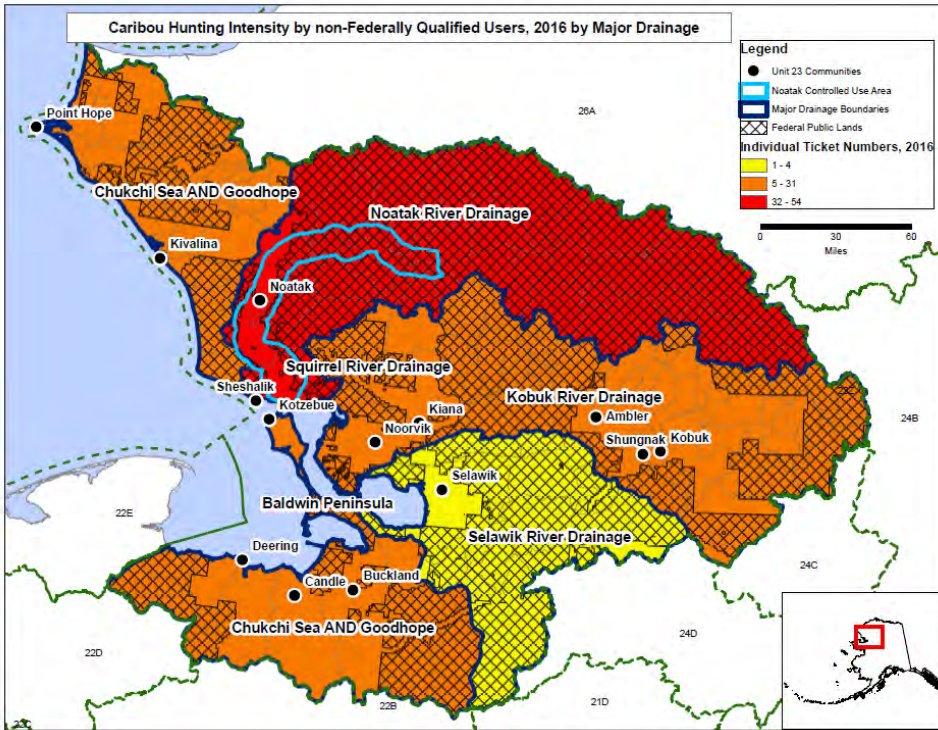 Caribou Hunting Intensity by non-Federally Qualified Users, 2016 by Major Drainage
Legend
Unit 23 Communities
Noatak Controlled Use Area
Major Drainage Boundaries
Federal Public Lands
Individual Ticket Numbers, 2016
1 - 4
5 - 31
32 - 54
0 30 60
Miles
26A
Point Hope
Chukchi Sea AND Goodhope
Noatak River Drainage
Kivalina
Noatak
Squirrel River Drainage
Sheshalik
Kotzebue
Kiana
Noorvik
Kobuk River Drainage
Ambler
Shungnak
Kobuk
24B
Selawik
Baldwin Peninsula
22E
Selawik River Drainage
Deering
Candle
Buckland
24C
Chukchi Sea AND Goodhope
24D
22D
22B
21D
22C